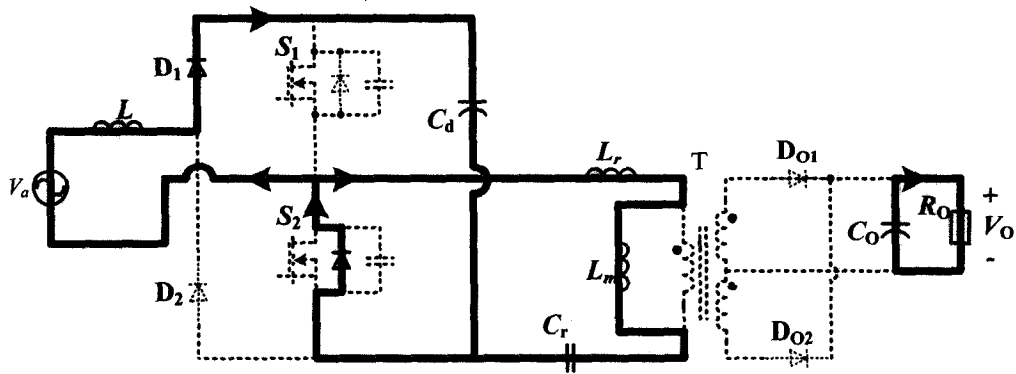 S1
D1
L
Cd
Va
Lr
T
DO1
S2
CO
RO
+
VO
-
Lm
D2
Cr
DO2